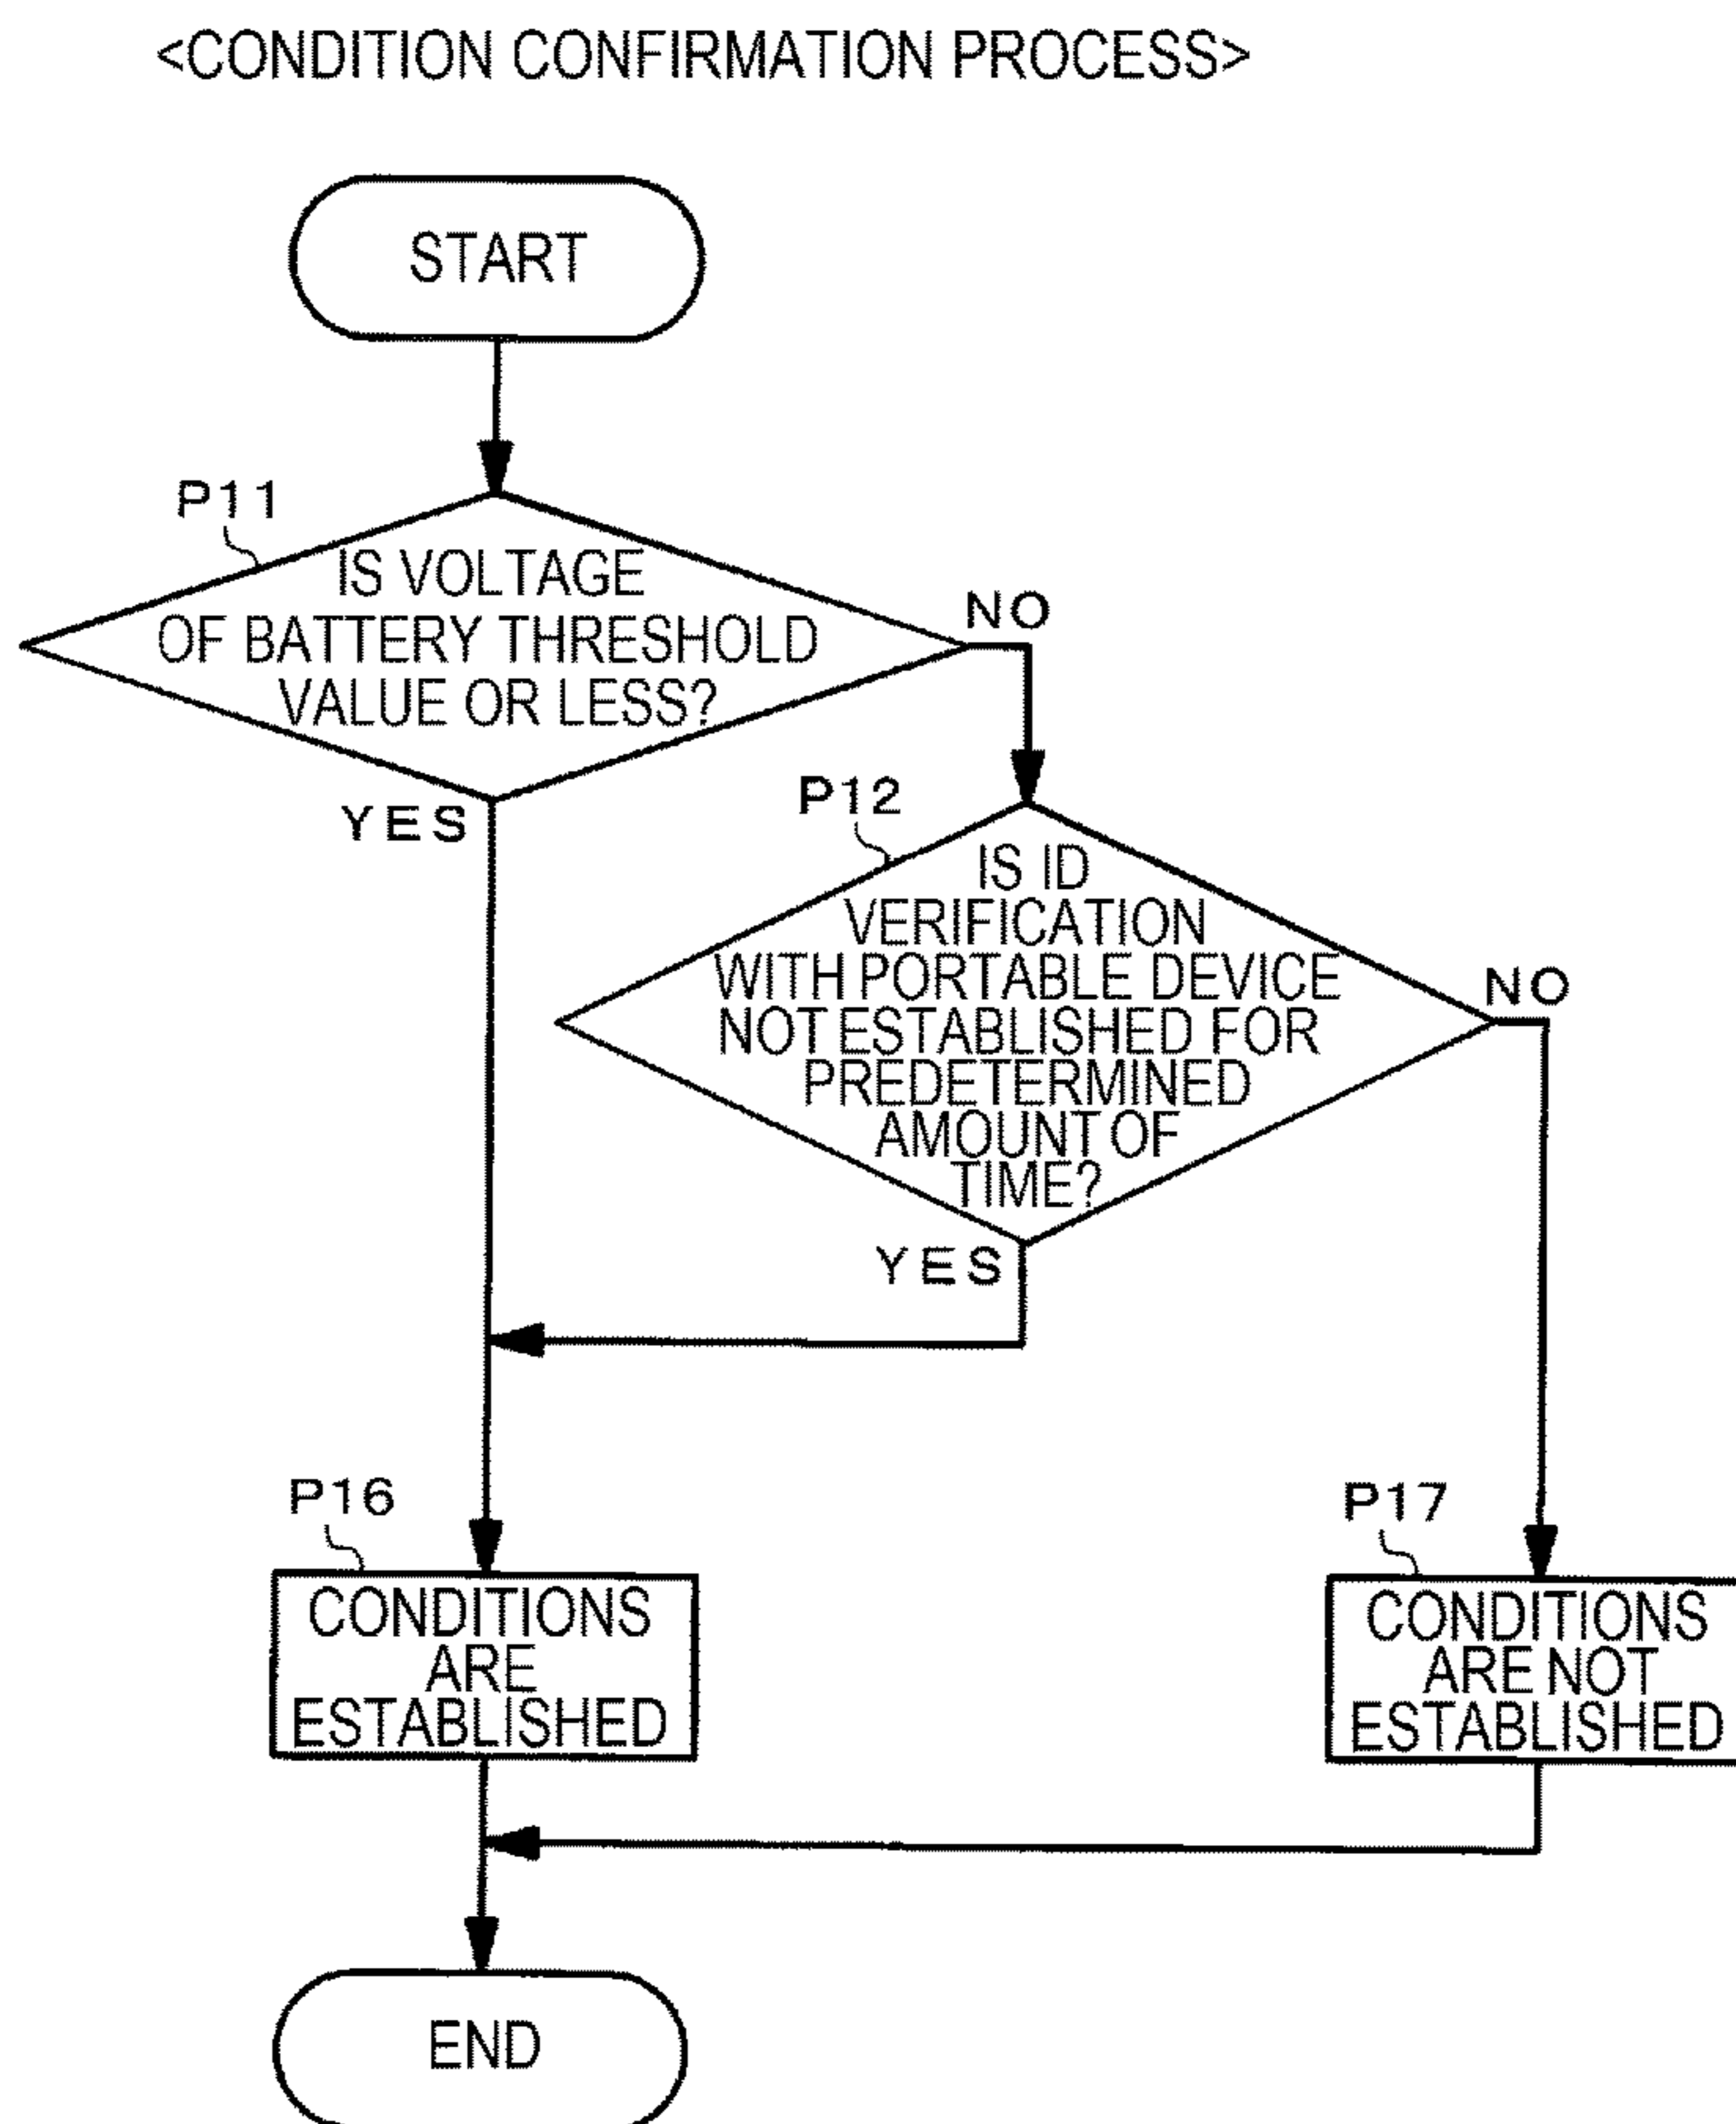 <CONDITION CONFIRMATION PROCESS>
START
P11
IS VOLTAGE
OF BATTERY THRESHOLD
VALUE OR LESS?
NO
YES
P12
IS ID
VERIFICATION
WITH PORTABLE DEVICE
NOT ESTABLISHED FOR
PREDETERMINED
AMOUNT OF
TIME?
NO
YES
P16
CONDITIONS
ARE
ESTABLISHED
P17
CONDITIONS
ARE NOT
ESTABLISHED
END